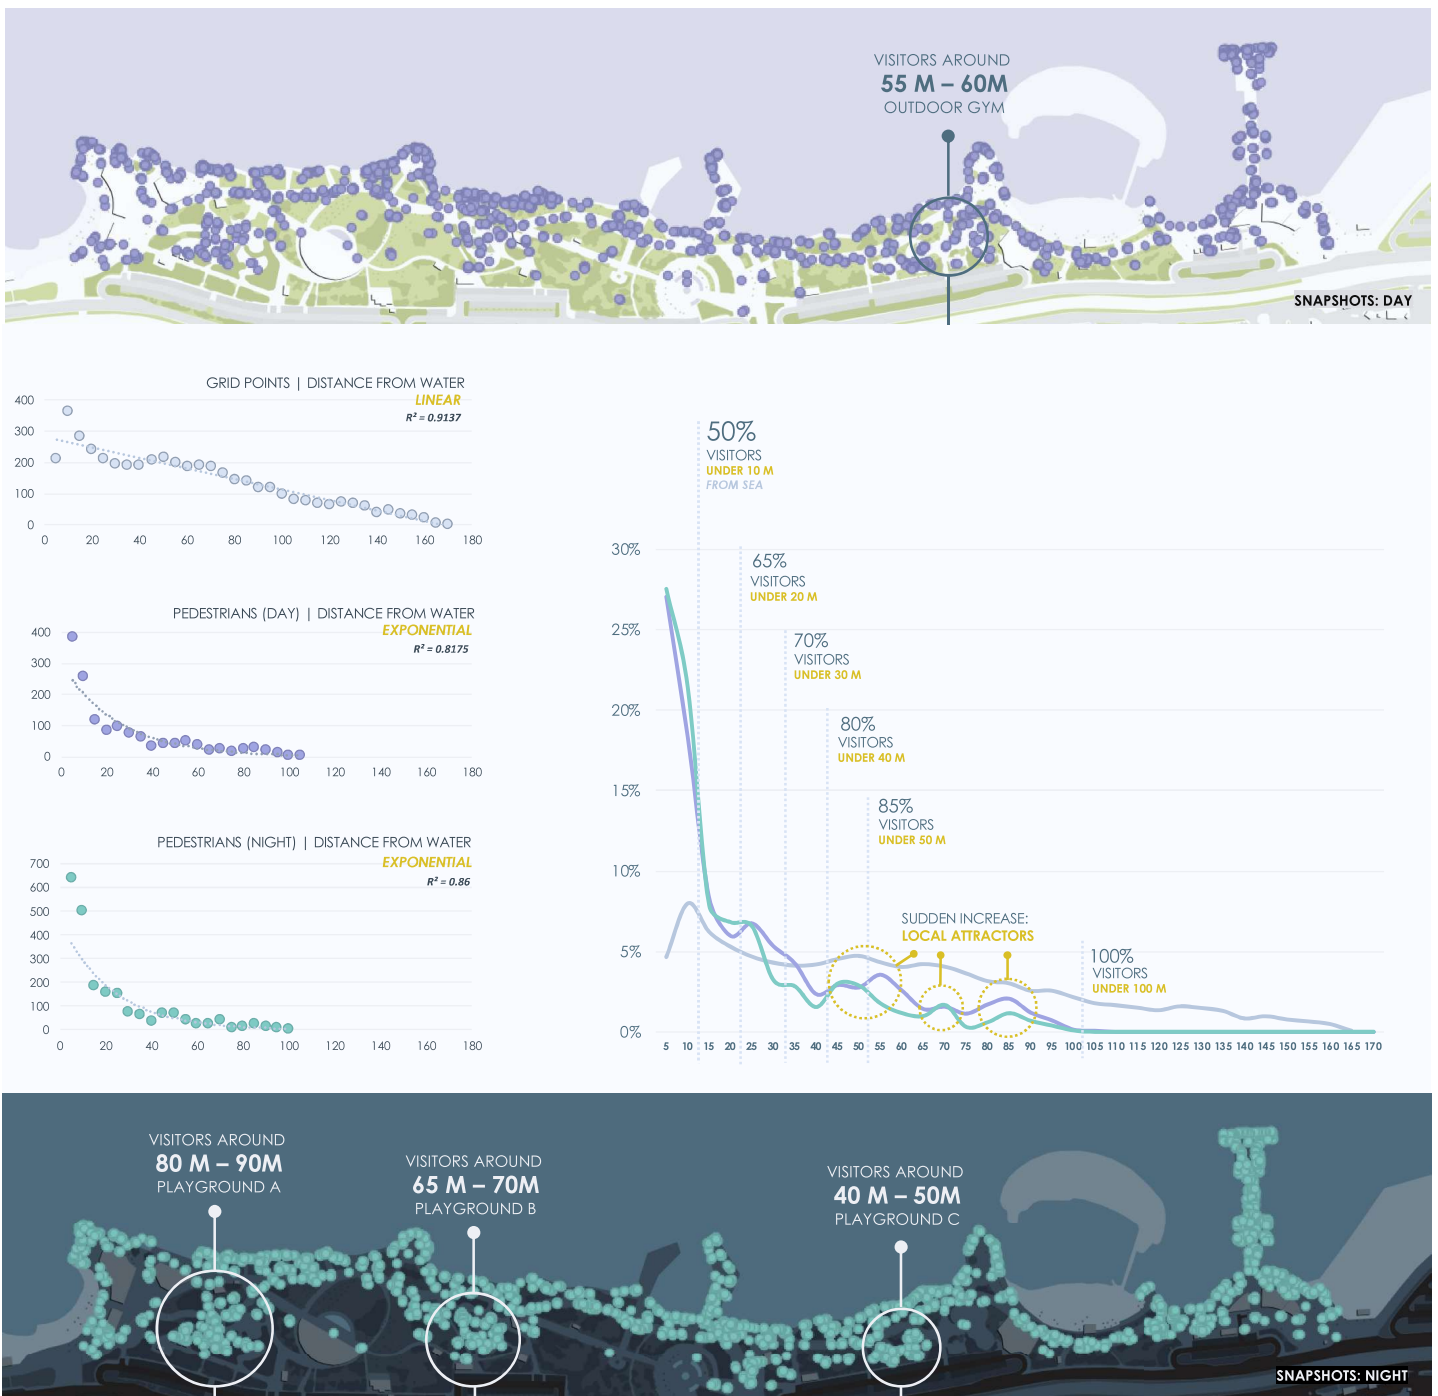 VISITORS AROUND
55 M – 60M
OUTDOOR GYM
SNAPSHOTS: DAY
GRID POINTS | DISTANCE FROM WATER
LINEAR
R² = 0.9137
400
300
200
100
0
0 20 40 60 80 100 120 140 160 180
PEDESTRIANS (DAY) | DISTANCE FROM WATER
EXPONENTIAL
R² = 0.8175
400
300
200
100
0
0 20 40 60 80 100 120 140 160 180
PEDESTRIANS (NIGHT) | DISTANCE FROM WATER
EXPONENTIAL
R² = 0.86
700
600
500
400
300
200
100
0
0 20 40 60 80 100 120 140 160 180
50%
VISITORS
UNDER 10 M
FROM SEA
65%
VISITORS
UNDER 20 M
70%
VISITORS
UNDER 30 M
80%
VISITORS
UNDER 40 M
85%
VISITORS
UNDER 50 M
SUDDEN INCREASE:
LOCAL ATTRACTORS
100%
VISITORS
UNDER 100 M
30%
25%
20%
15%
10%
5%
0%
5 10 15 20 25 30 35 40 45 50 55 60 65 70 75 80 85 90 95 100 105 110 115 120 125 130 135 140 145 150 155 160 165 170
VISITORS AROUND
80 M – 90M
PLAYGROUND A
VISITORS AROUND
65 M – 70M
PLAYGROUND B
VISITORS AROUND
40 M – 50M
PLAYGROUND C
SNAPSHOTS: NIGHT